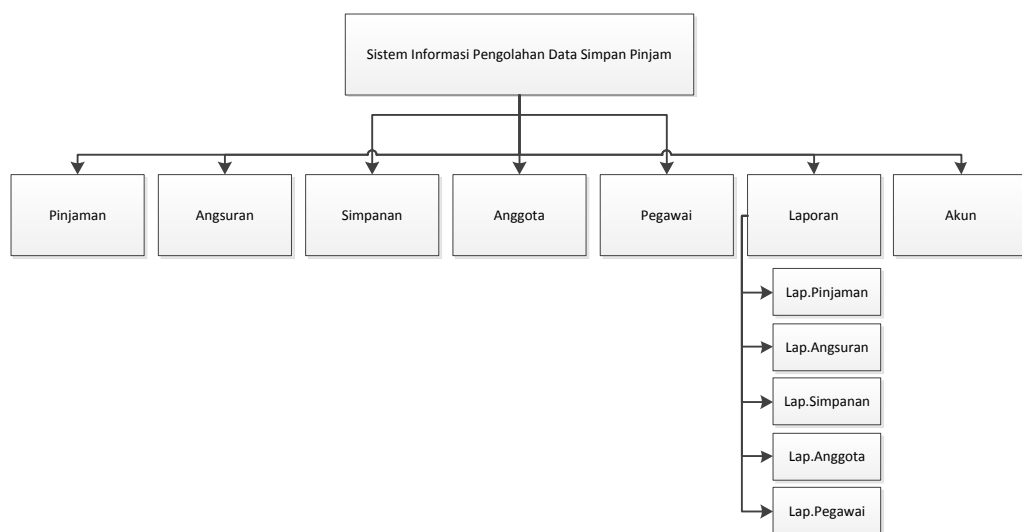 Sistem Informasi Pengolahan Data Simpan Pinjam
Pinjaman
Angsuran
Simpanan
Anggota
Pegawai
Laporan
Akun
Lap.Pinjaman
Lap.Angsuran
Lap.Simpanan
Lap.Anggota
Lap.Pegawai